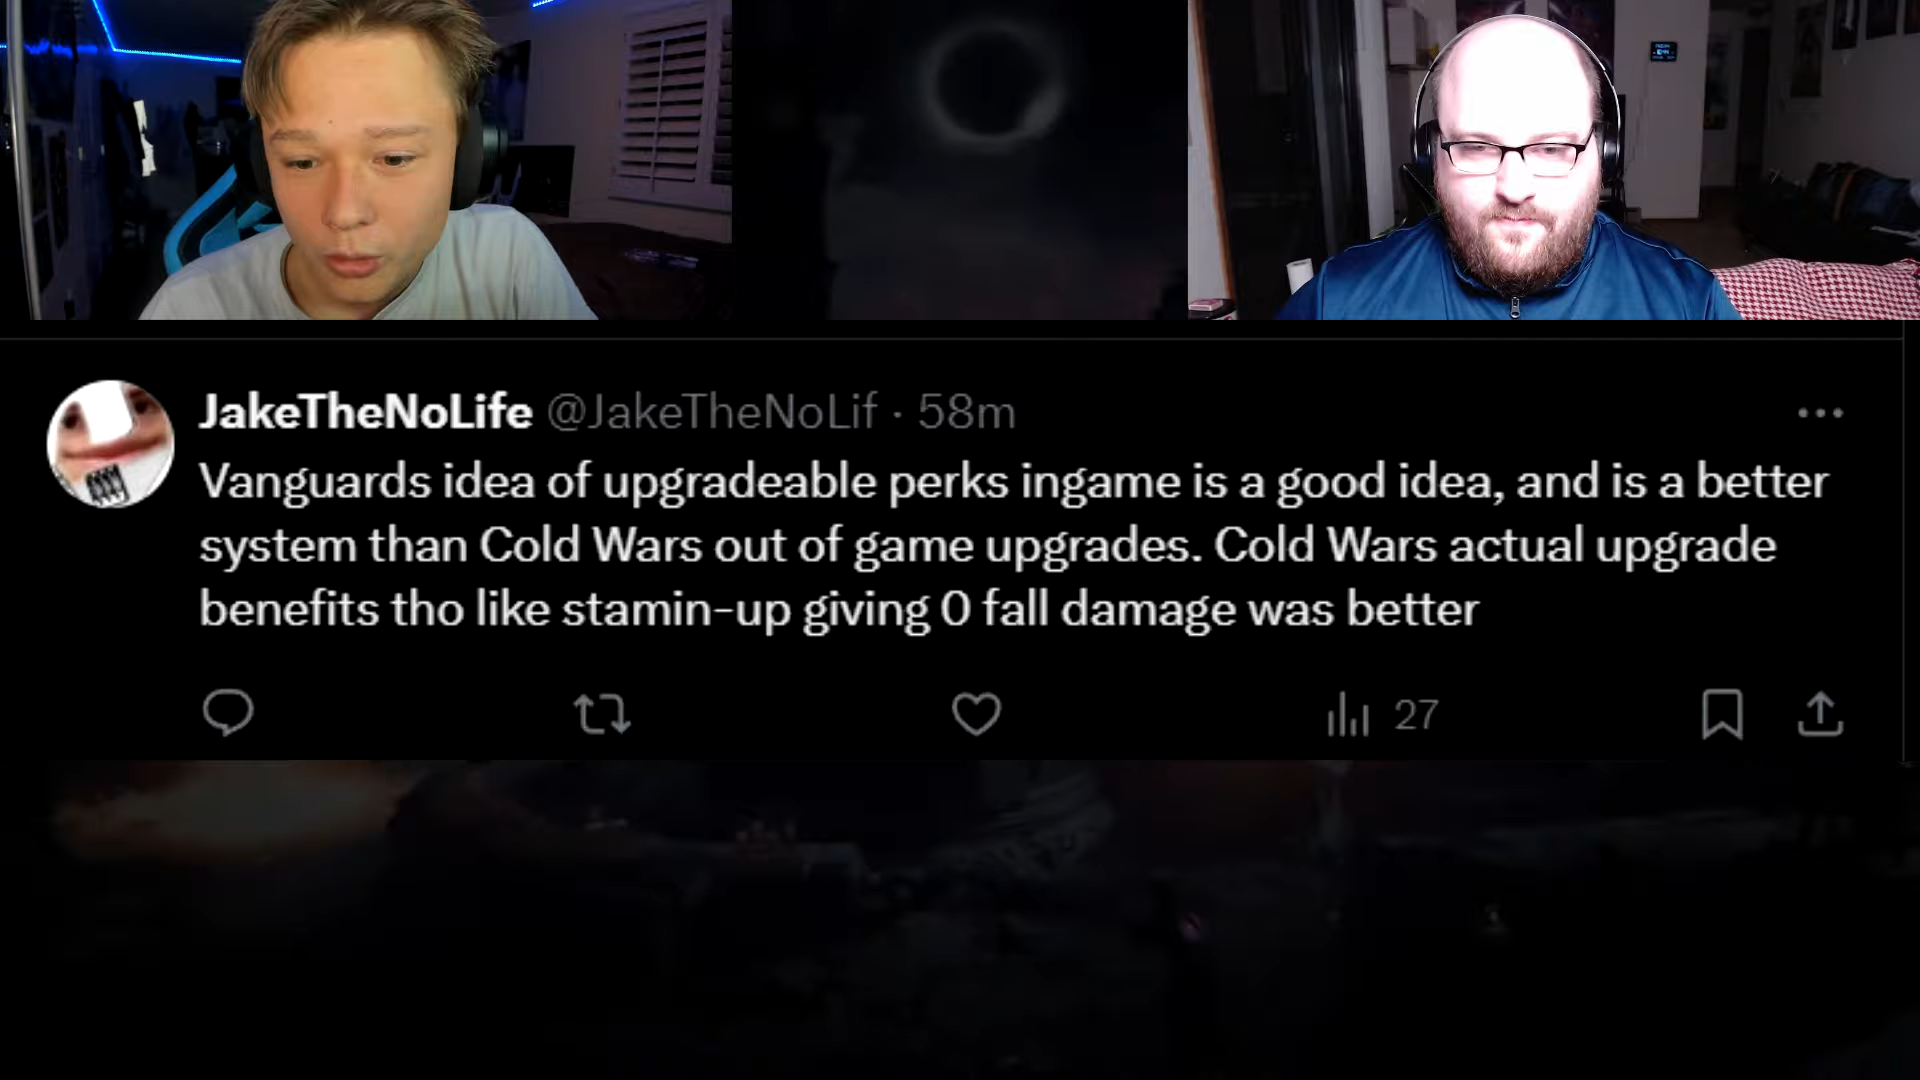 JakeTheNoLife @JakeTheNoLif · 58m
Vanguards idea of upgradeable perks ingame is a good idea, and is a better
system than Cold Wars out of game upgrades. Cold Wars actual upgrade
benefits tho like stamin-up giving 0 fall damage was better
27